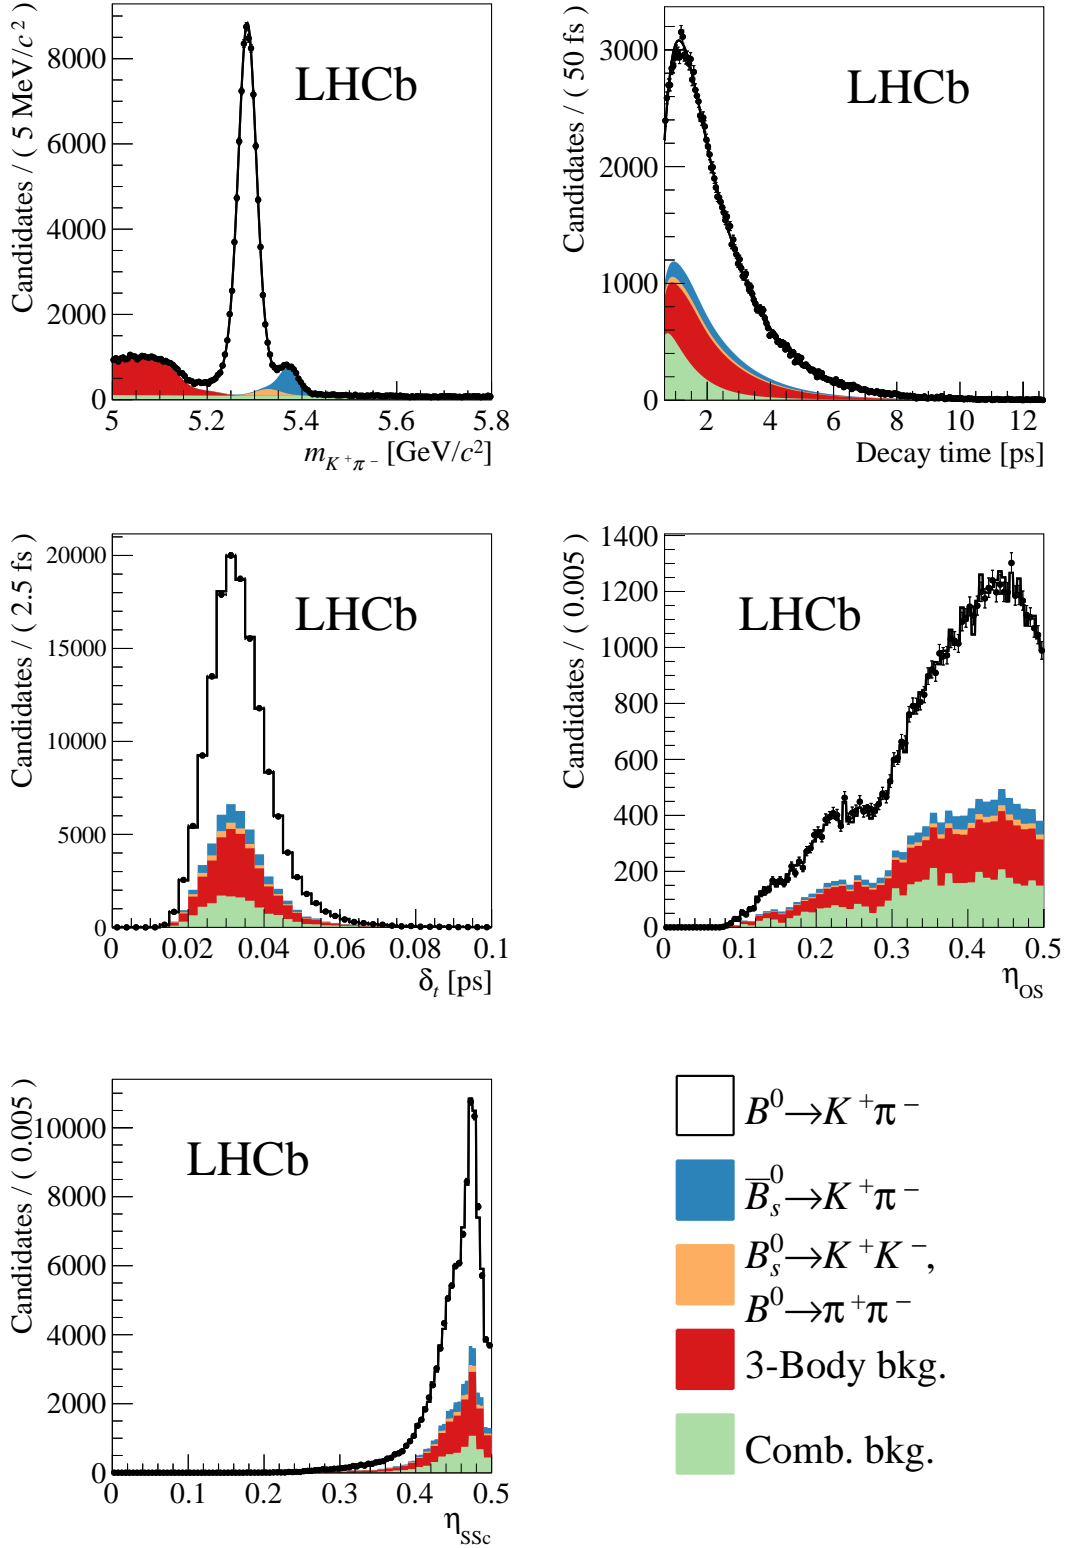 Candidates / ( 5 MeV/c² )
8000
6000
4000
2000
0
LHCb
5 5.2 5.4 5.6 5.8
m_{K⁺π⁻} [GeV/c²]
Candidates / ( 50 fs )
3000
2000
1000
0
LHCb
2 4 6 8 10 12
Decay time [ps]
Candidates / ( 2.5 fs )
20000
15000
10000
5000
0
LHCb
0 0.02 0.04 0.06 0.08 0.1
δ_t [ps]
Candidates / ( 0.005 )
1400
1200
1000
800
600
400
200
0
LHCb
0 0.1 0.2 0.3 0.4 0.5
η_OS
Candidates / ( 0.005 )
10000
8000
6000
4000
2000
0
LHCb
0 0.1 0.2 0.3 0.4 0.5
η_SSc
B⁰→K⁺π⁻
B̅⁰_s→K⁺π⁻
B⁰_s→K⁺K⁻,
B⁰→π⁺π⁻
3-Body bkg.
Comb. bkg.